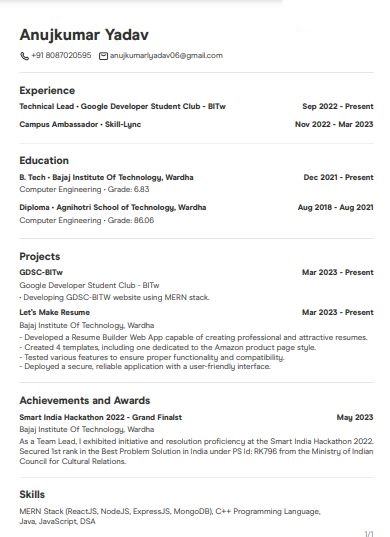 Anujkumar Yadav
+91 8087020595 anujkumarlyadav06@gmail.com
Experience
Technical Lead • Google Developer Student Club - BITw Sep 2022 - Present
Campus Ambassador • Skill-Lync Nov 2022 - Mar 2023
Education
B. Tech • Bajaj Institute Of Technology, Wardha Dec 2021 - Present
Computer Engineering • Grade: 6.83
Diploma • Agnihotri School of Technology, Wardha Aug 2018 - Aug 2021
Computer Engineering • Grade: 86.06
Projects
GDSC-BITw Mar 2023 - Present
Google Developer Student Club - BITw
• Developing GDSC-BITW website using MERN stack.
Let's Make Resume Mar 2023 - Present
Bajaj Institute Of Technology, Wardha
- Developed a Resume Builder Web App capable of creating professional and attractive resumes.
- Created 4 templates, including one dedicated to the Amazon product page style.
- Tested various features to ensure proper functionality and compatibility.
- Deployed a secure, reliable application with a user-friendly interface.
Achievements and Awards
Smart India Hackathon 2022 - Grand Finalst May 2023
Bajaj Institute Of Technology, Wardha
As a Team Lead, I exhibited initiative and resolution proficiency at the Smart India Hackathon 2022.
Secured 1st rank in the Best Problem Solution in India under PS Id: RK796 from the Ministry of Indian
Council for Cultural Relations.
Skills
MERN Stack (ReactJS, NodeJS, ExpressJS, MongoDB), C++ Programming Language,
Java, JavaScript, DSA
1/1